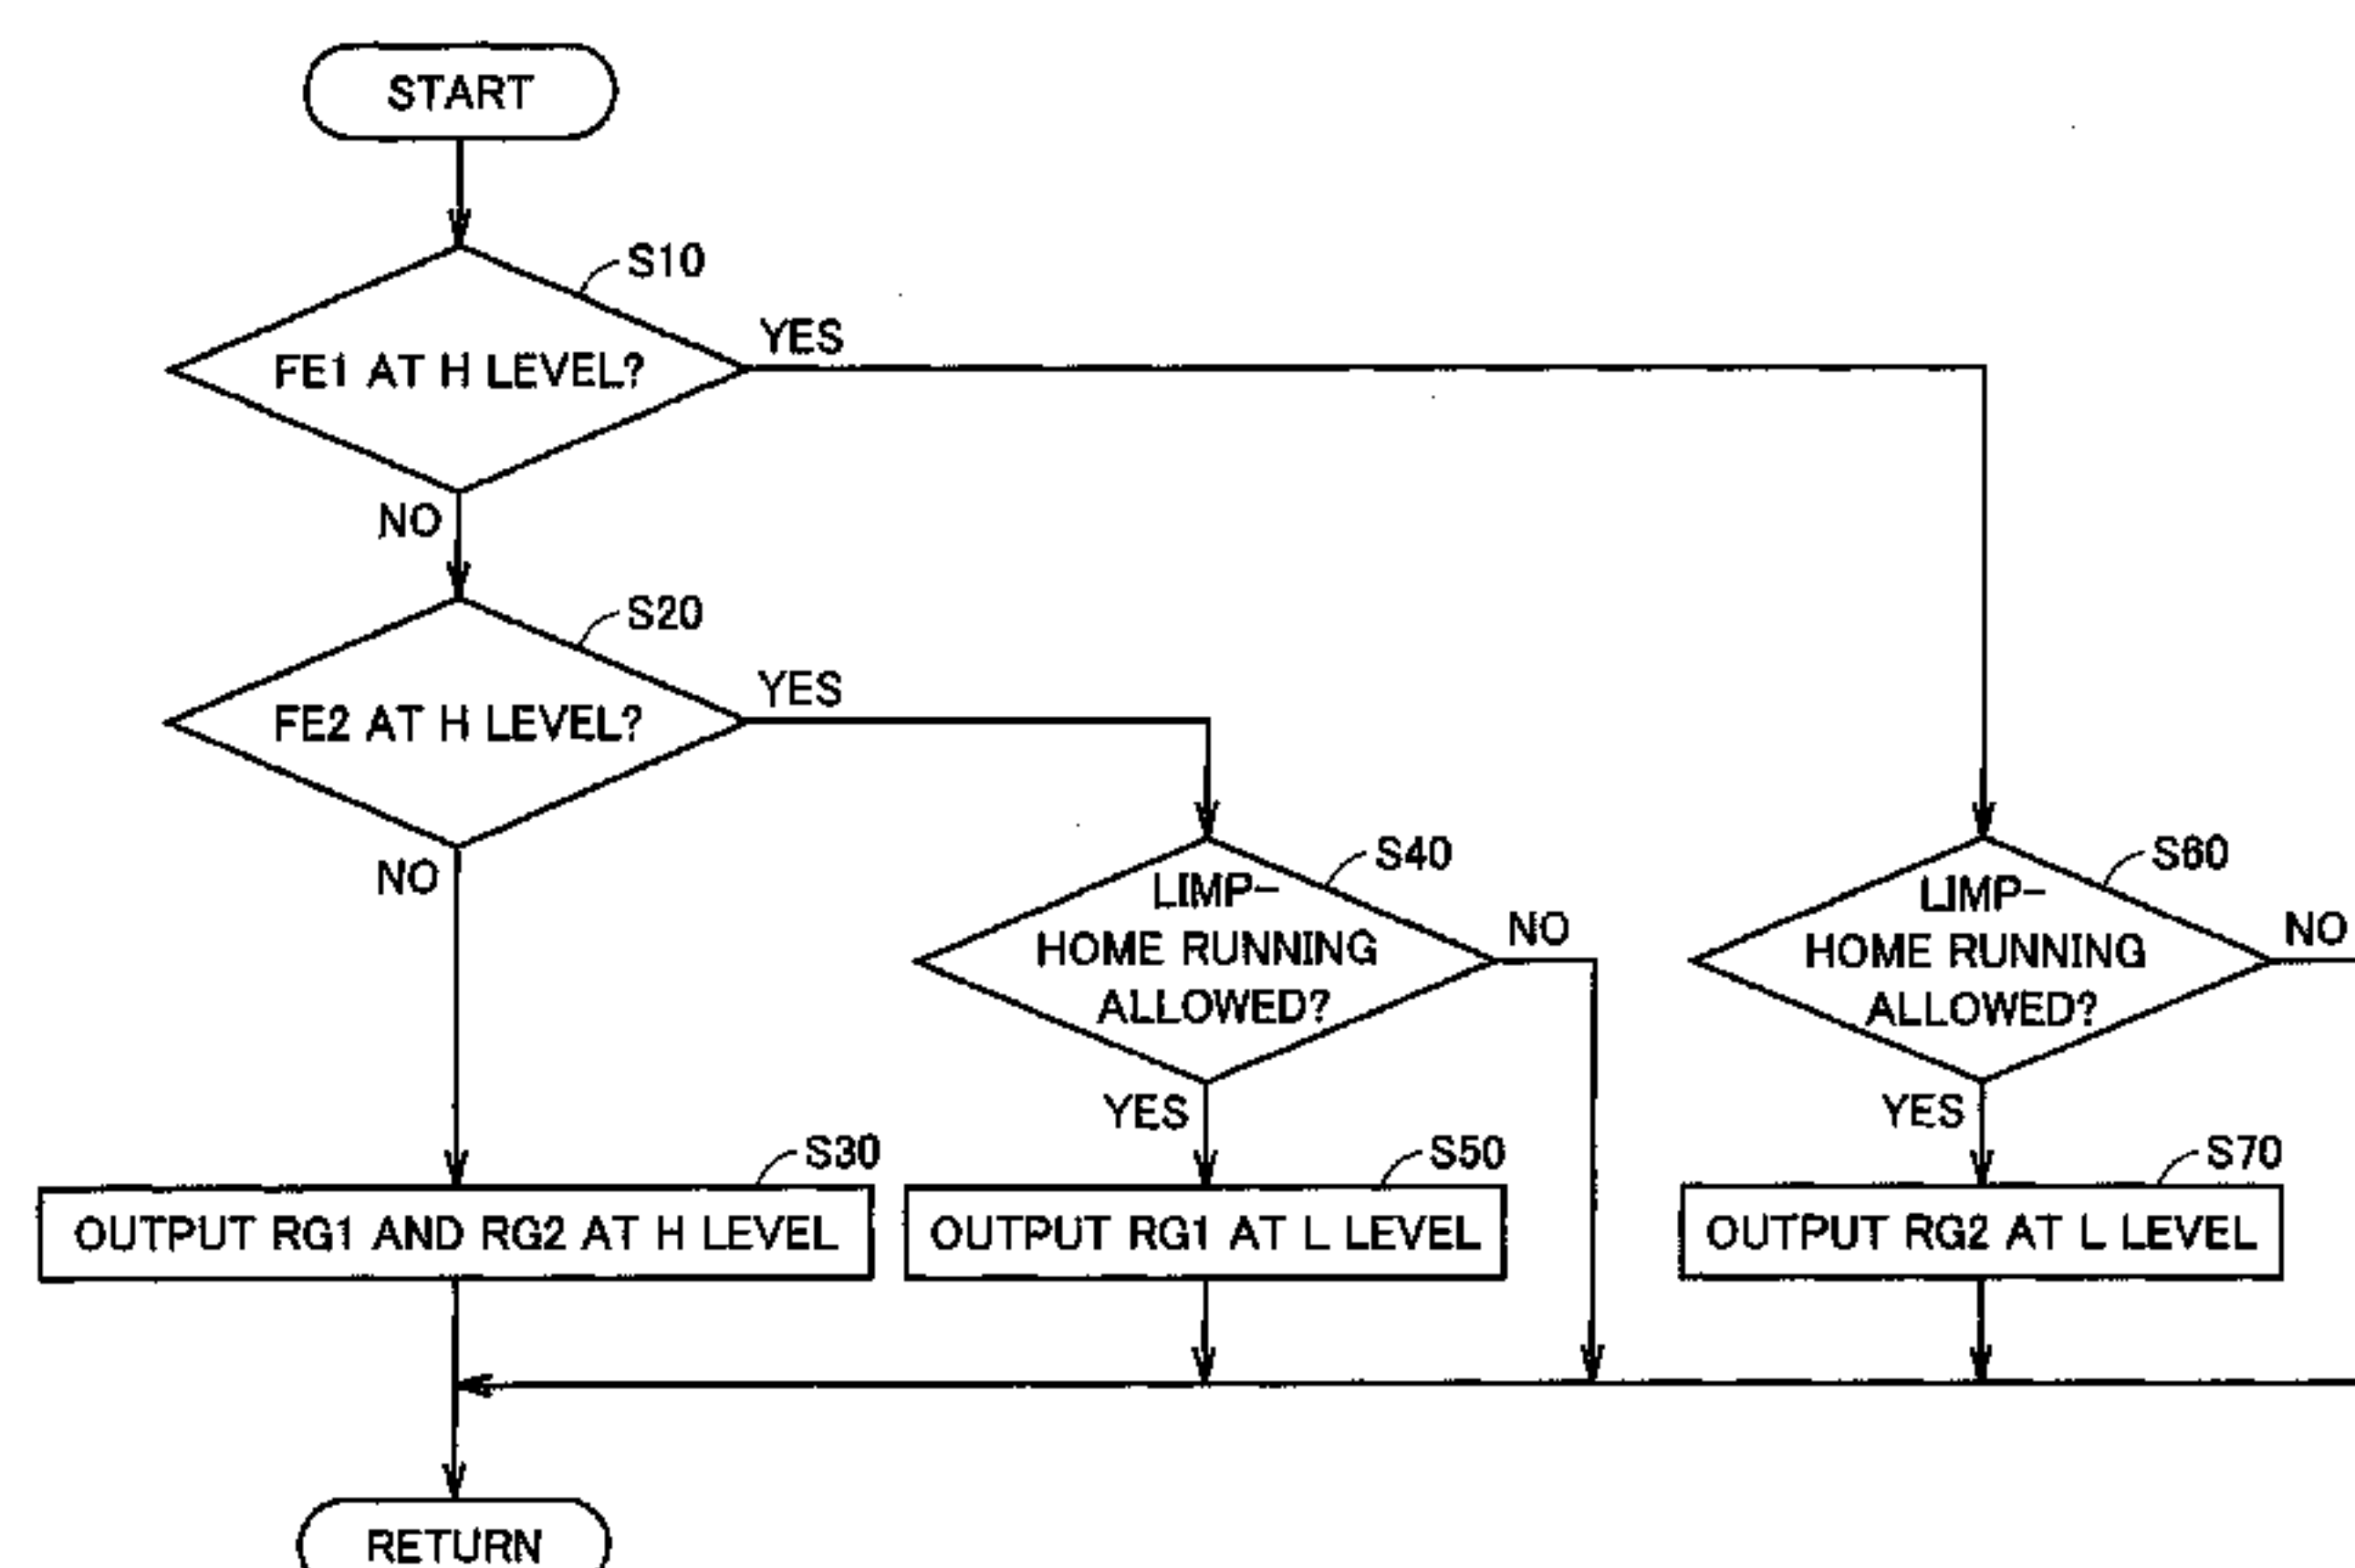 START
S10
FE1 AT H LEVEL?
YES
NO
S20
FE2 AT H LEVEL?
YES
NO
S40
LIMP-
HOME RUNNING
ALLOWED?
NO
YES
S60
LIMP-
HOME RUNNING
ALLOWED?
NO
YES
S30
OUTPUT RG1 AND RG2 AT H LEVEL
S50
OUTPUT RG1 AT L LEVEL
S70
OUTPUT RG2 AT L LEVEL
RETURN